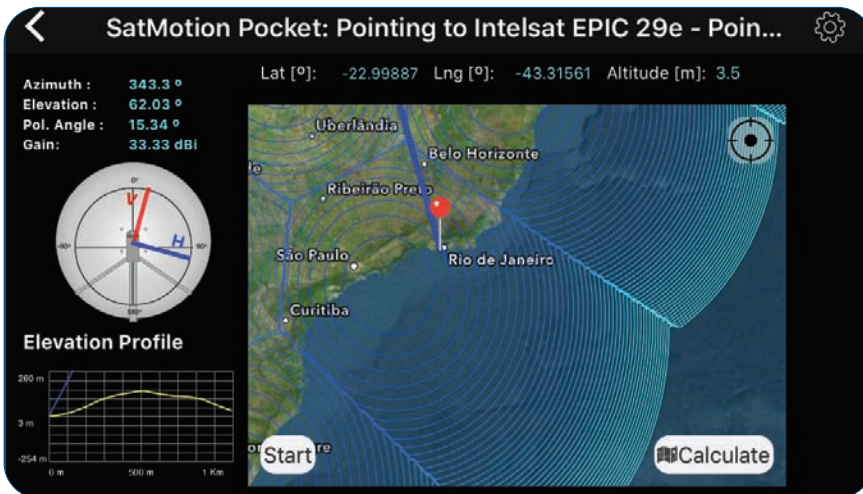 SatMotion Pocket: Pointing to Intelsat EPIC 29e - Poin...
Lat [º]: -22.99887 Lng [º]: -43.31561 Altitude [m]: 3.5
Azimuth : 343.3 º
Elevation : 62.03 º
Pol. Angle : 15.34 º
Gain: 33.33 dBi
0°
V
H
-90°
90°
180°
Elevation Profile
260 m
3 m
-254 m
0 m 500 m 1 Km
Uberlândia
Belo Horizonte
Ribeirão Preto
São Paulo
Rio de Janeiro
Curitiba
Start
Calculate